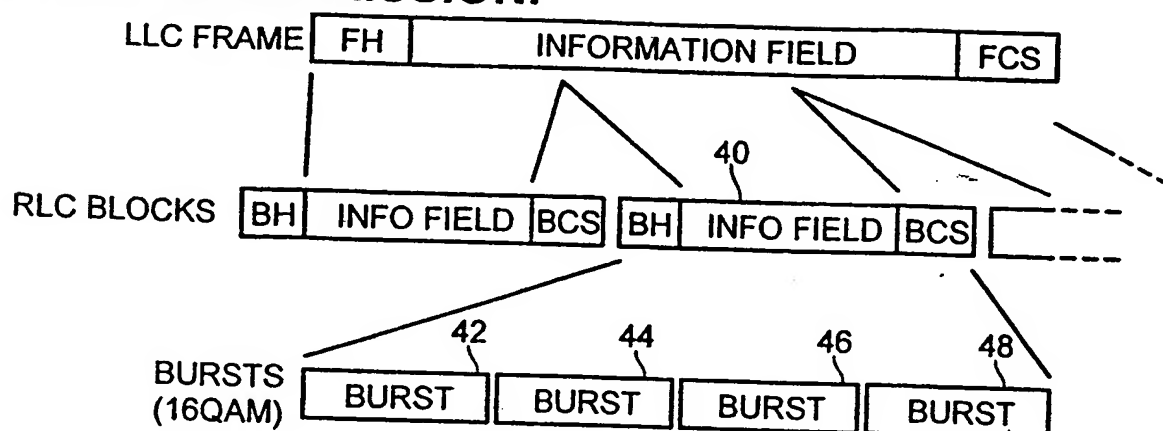 LLC FRAME FH INFORMATION FIELD FCS
40
RLC BLOCKS BH INFO FIELD BCS BH INFO FIELD BCS
42 44 46 48
BURSTS
(16QAM)
BURST BURST BURST BURST